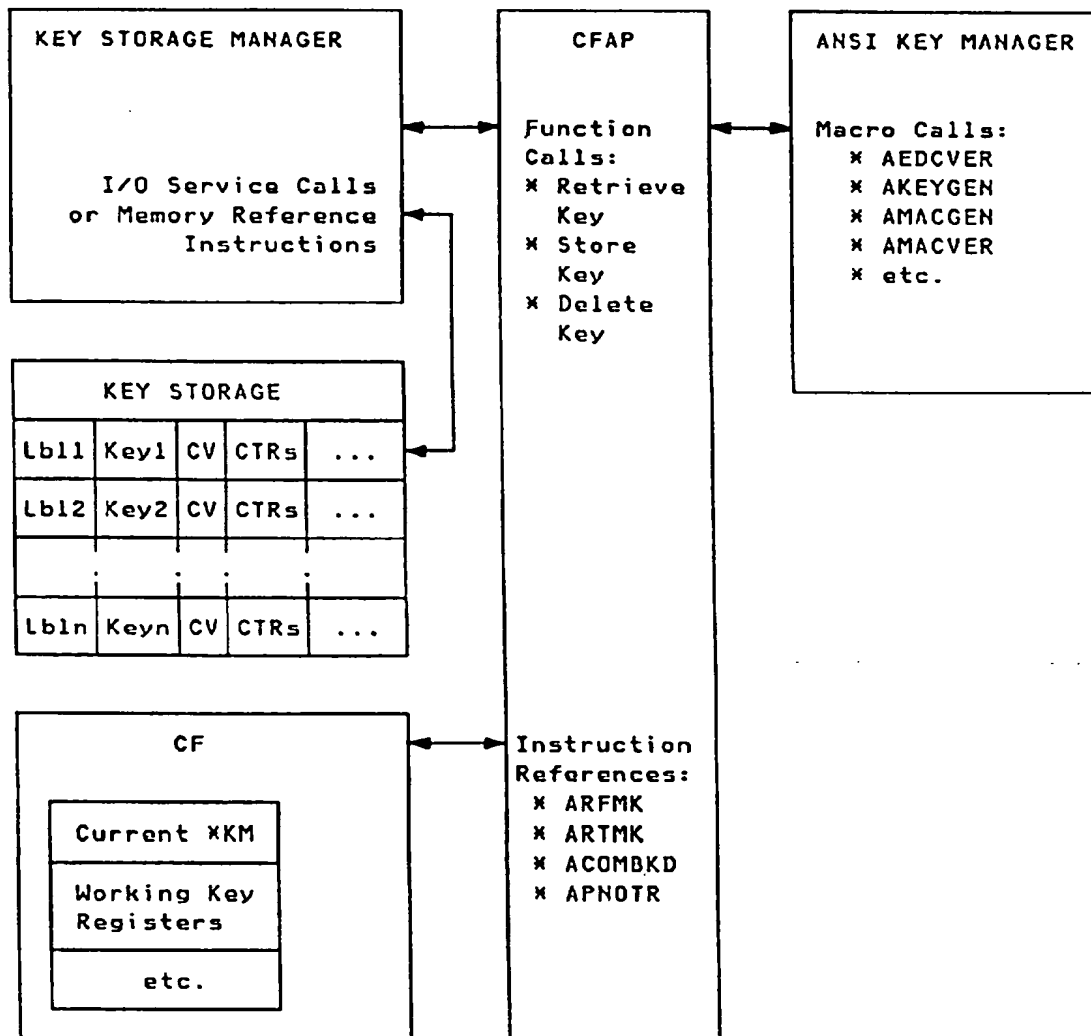 KEY STORAGE MANAGER
I/O Service Calls
or Memory Reference
Instructions
KEY STORAGE
Lbl1 Key1 CV CTRs ...
Lbl2 Key2 CV CTRs ...
. . . .
Lbln Keyn CV CTRs ...
CF
Current *KM
Working Key
Registers
etc.
CFAP
Function
Calls:
* Retrieve
Key
* Store
Key
* Delete
Key
Instruction
References:
* ARFMK
* ARTMK
* ACOMBKD
* APNOTR
ANSI KEY MANAGER
Macro Calls:
* AEDCVER
* AKEYGEN
* AMACGEN
* AMACVER
* etc.